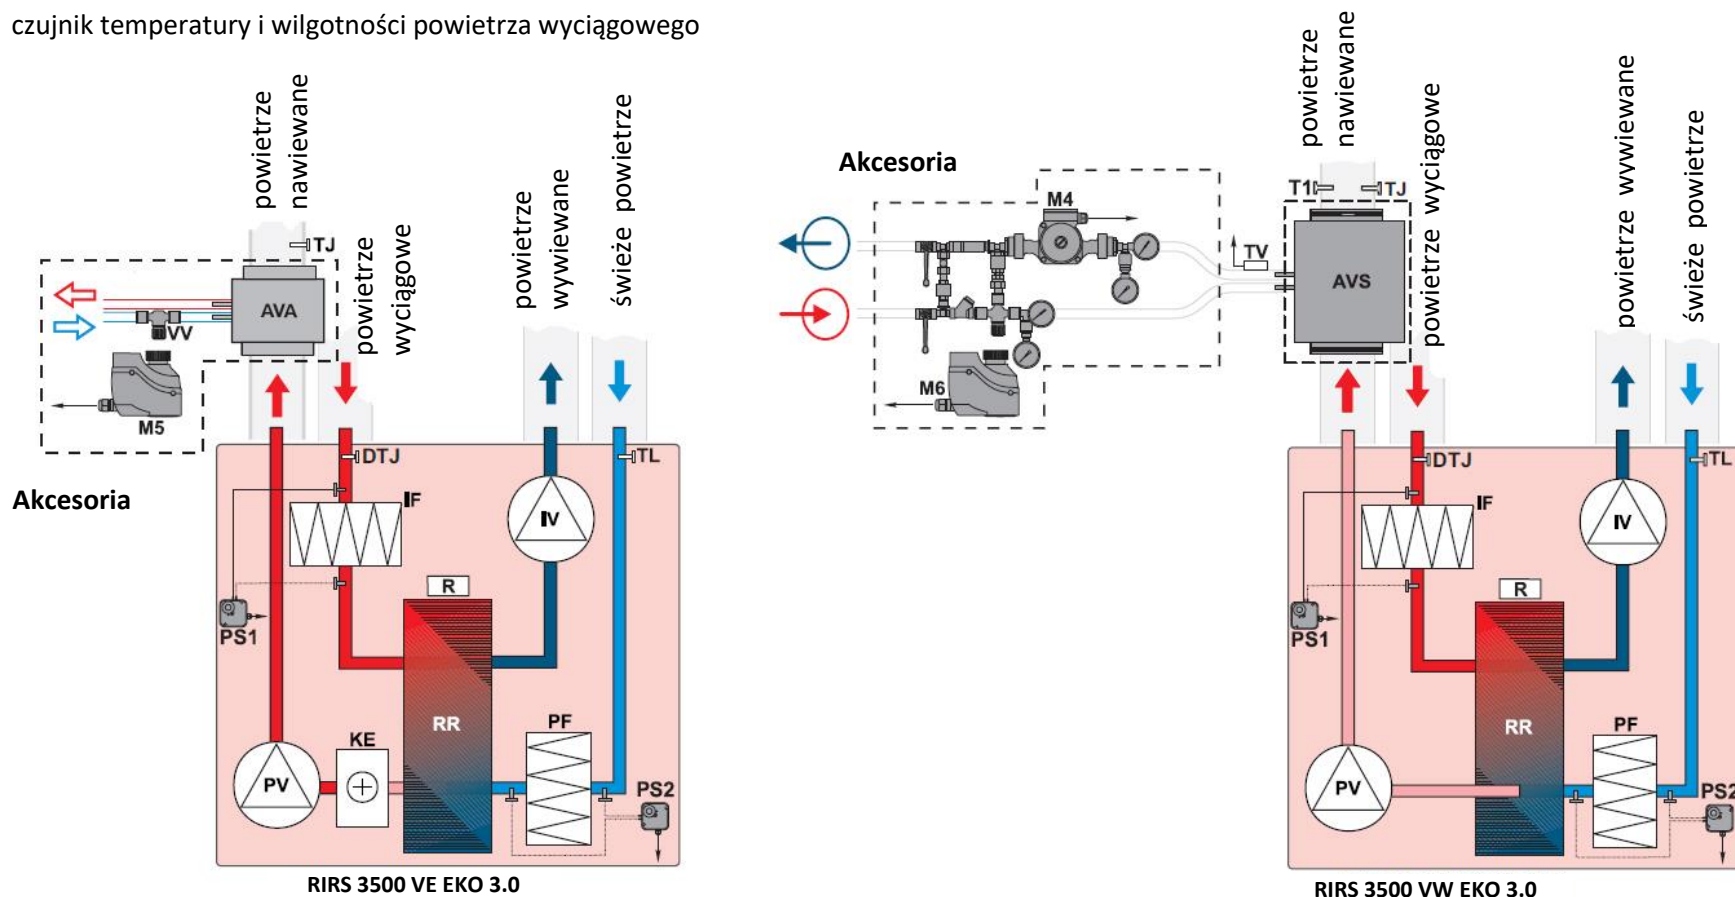 czujnik temperatury i wilgotności powietrza wyciągowego
powietrze
nawiewane
TJ
powietrze
wyciągowe
powietrze
wywiewane
świeże powietrze
AVA
VV
M5
Akcesoria
DTJ
TL
IF
IV
R
PS1
RR
PF
KE
PV
PS2
RIRS 3500 VE EKO 3.0
powietrze
nawiewane
powietrze wyciągowe
powietrze wywiewane
świeże powietrze
Akcesoria
M4
T1
TJ
TV
AVS
M6
DTJ
TL
IF
IV
R
PS1
RR
PF
PV
PS2
RIRS 3500 VW EKO 3.0